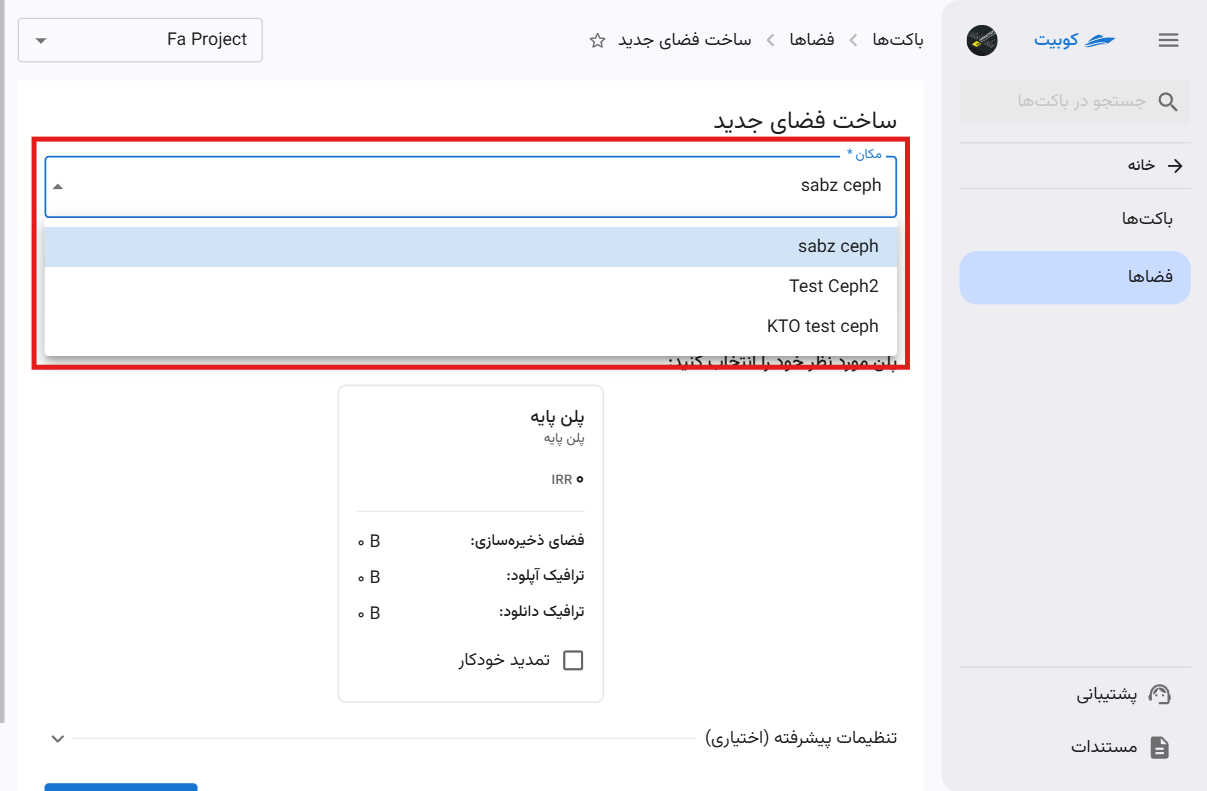 کوبیت
جستجو در باکت‌ها
خانه
باکت‌ها
فضاها
پشتیبانی
مستندات
باکت‌ها
فضاها
ساخت فضای جدید
Fa Project
ساخت فضای جدید
مکان *
sabz ceph
sabz ceph
Test Ceph2
KTO test ceph
پلن مورد نظر خود را انتخاب کنید:
پلن پایه
پلن پایه
۰ IRR
فضای ذخیره‌سازی: ۰ B
ترافیک آپلود: ۰ B
ترافیک دانلود: ۰ B
تمدید خودکار
تنظیمات پیشرفته (اختیاری)